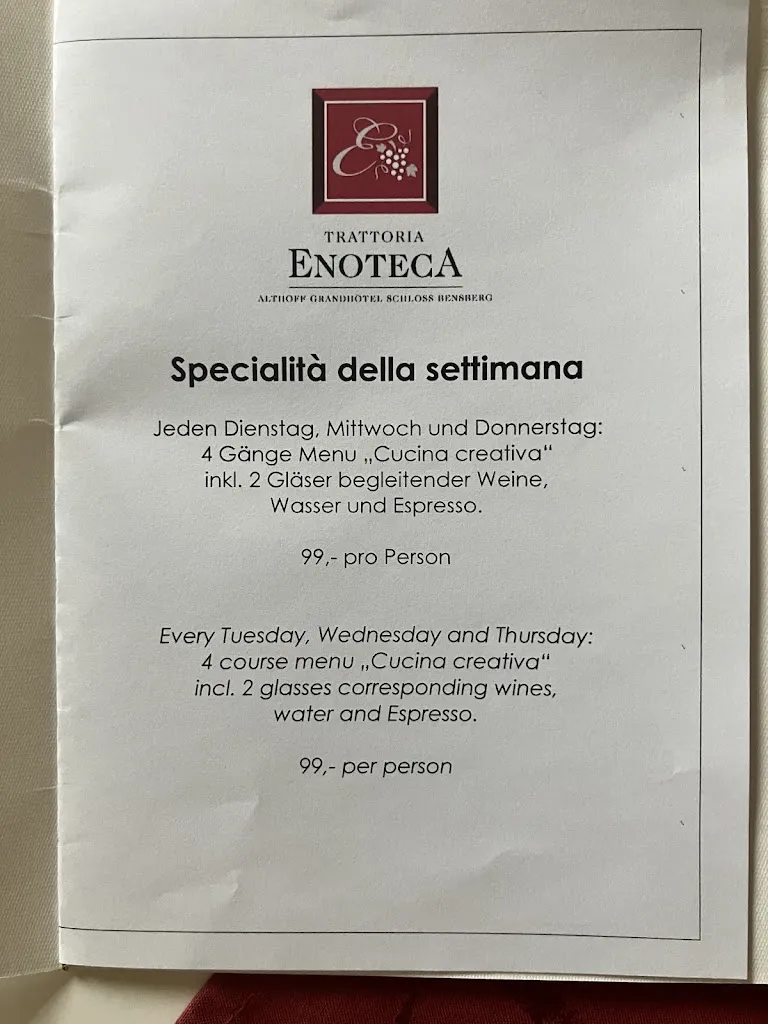 E
TRATTORIA
ENOTECA
ALTHOFF GRANDHOTEL SCHLOSS BENSBERG
Specialità della settimana
Jeden Dienstag, Mittwoch und Donnerstag:
4 Gänge Menu „Cucina creativa“
inkl. 2 Gläser begleitender Weine,
Wasser und Espresso.
99,- pro Person
Every Tuesday, Wednesday and Thursday:
4 course menu „Cucina creativa“
incl. 2 glasses corresponding wines,
water and Espresso.
99,- per person